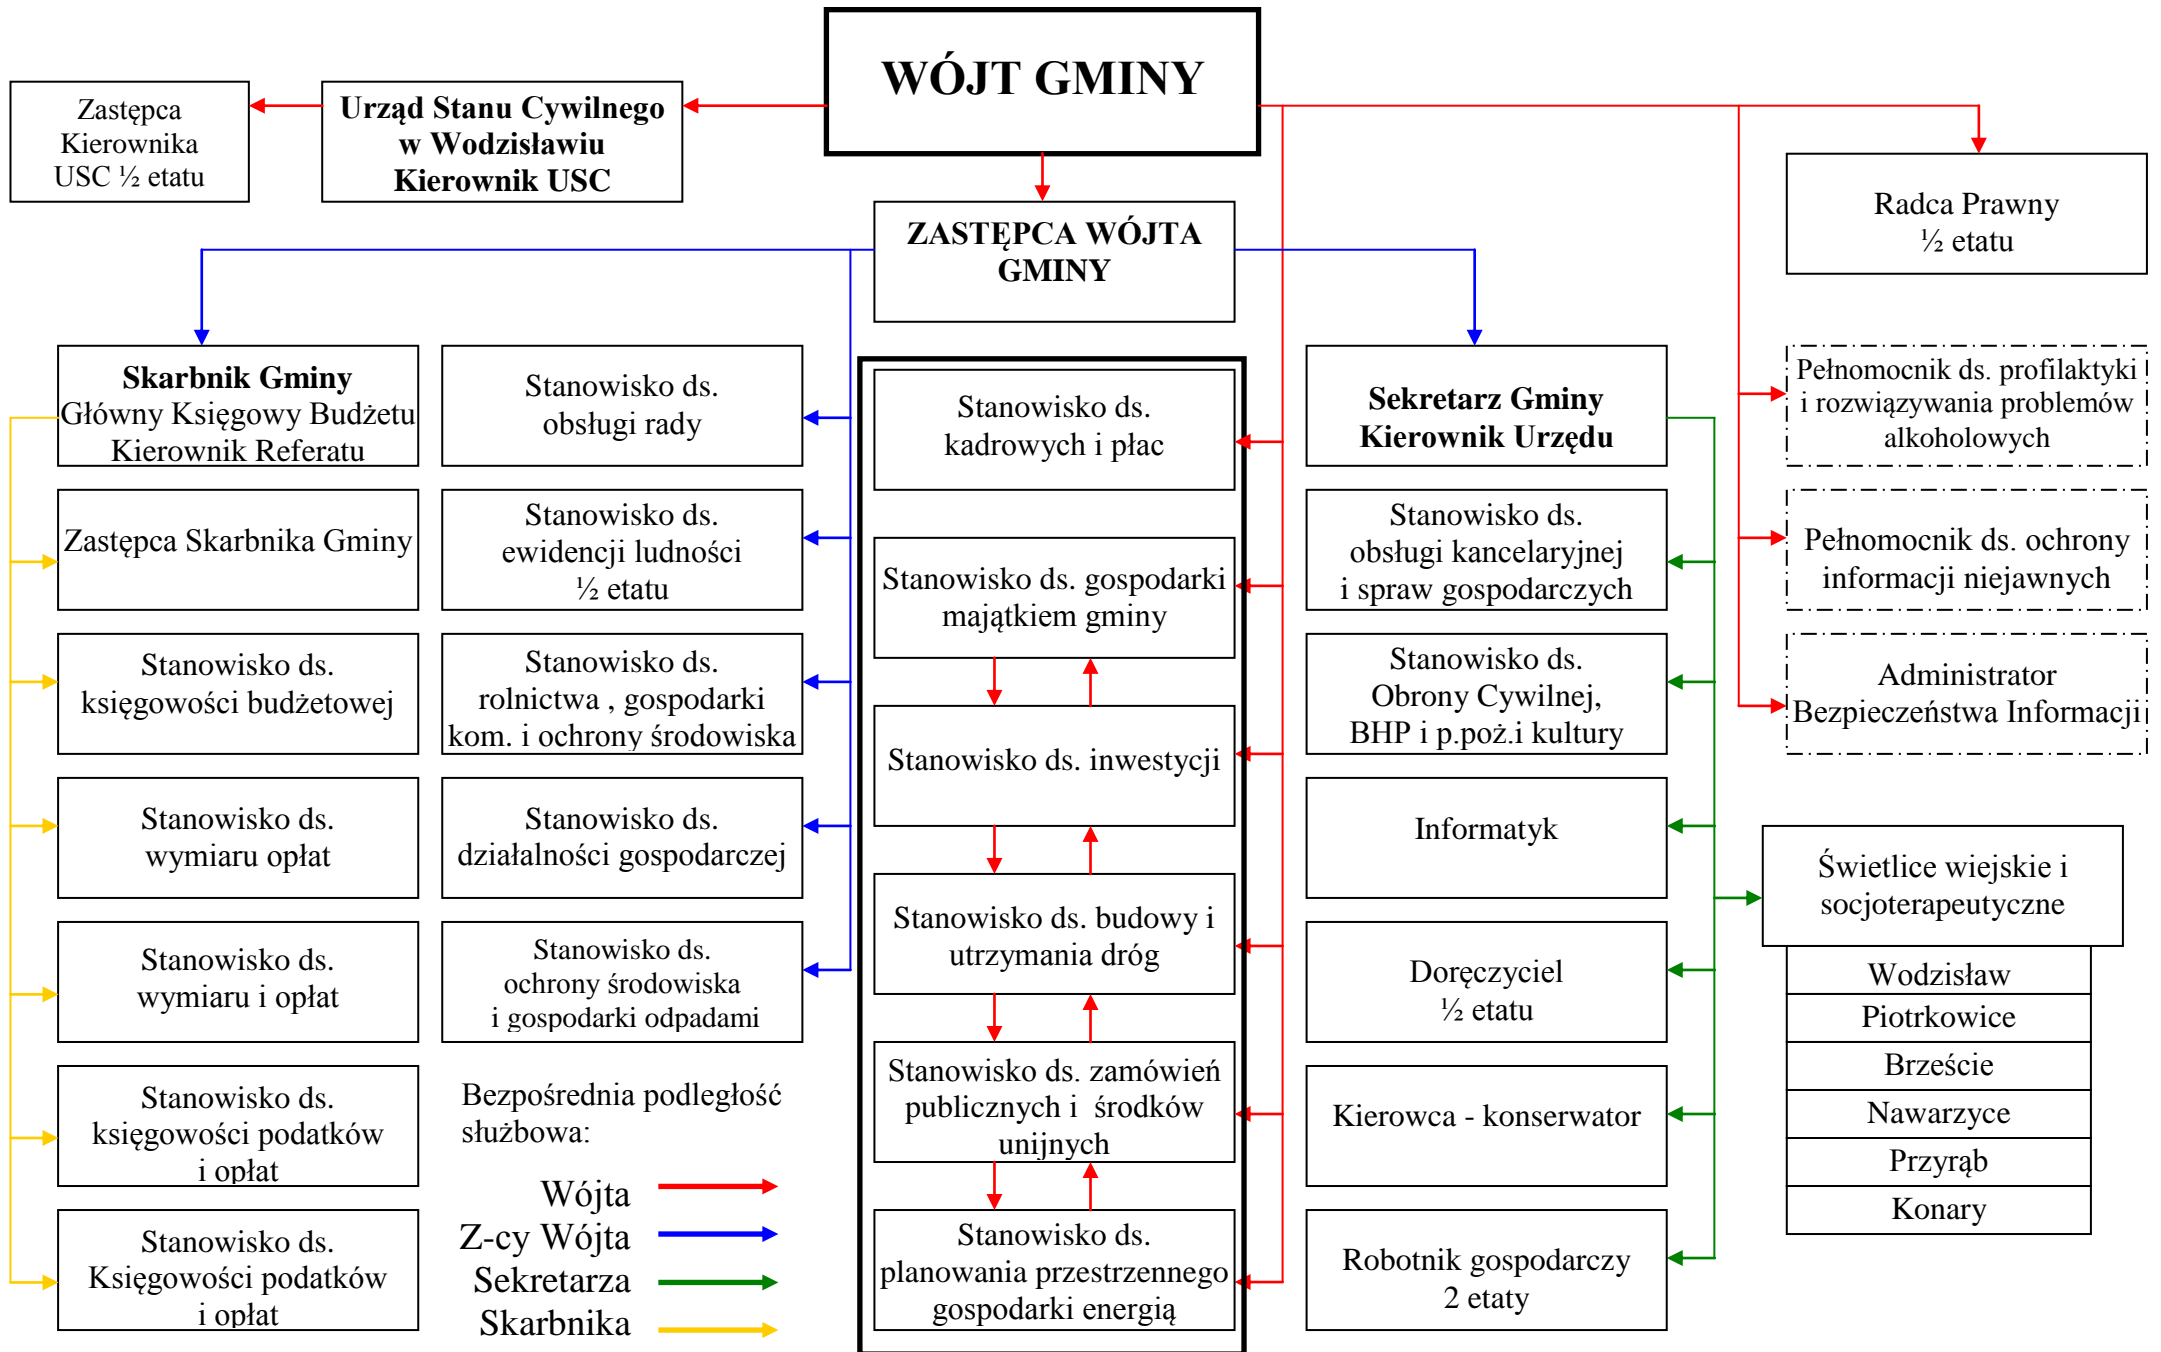 WÓJT GMINY
Zastępca
Kierownika
USC ½ etatu
Urząd Stanu Cywilnego
w Wodzisławiu
Kierownik USC
Radca Prawny
½ etatu
ZASTĘPCA WÓJTA
GMINY
Skarbnik Gminy
Główny Księgowy Budżetu
Kierownik Referatu
Zastępca Skarbnika Gminy
Stanowisko ds.
księgowości budżetowej
Stanowisko ds.
wymiaru opłat
Stanowisko ds.
wymiaru i opłat
Stanowisko ds.
księgowości podatków
i opłat
Stanowisko ds.
Księgowości podatków
i opłat
Stanowisko ds.
obsługi rady
Stanowisko ds.
ewidencji ludności
½ etatu
Stanowisko ds.
rolnictwa , gospodarki
kom. i ochrony środowiska
Stanowisko ds.
działalności gospodarczej
Stanowisko ds.
ochrony środowiska
i gospodarki odpadami
Bezpośrednia podległość
służbowa:
Wójta
Z-cy Wójta
Sekretarza
Skarbnika
Stanowisko ds.
kadrowych i płac
Stanowisko ds. gospodarki
majątkiem gminy
Stanowisko ds. inwestycji
Stanowisko ds. budowy i
utrzymania dróg
Stanowisko ds. zamówień
publicznych i środków
unijnych
Stanowisko ds.
planowania przestrzennego
gospodarki energią
Sekretarz Gminy
Kierownik Urzędu
Stanowisko ds.
obsługi kancelaryjnej
i spraw gospodarczych
Stanowisko ds.
Obrony Cywilnej,
BHP i p.poż.i kultury
Informatyk
Doręczyciel
½ etatu
Kierowca - konserwator
Robotnik gospodarczy
2 etaty
Pełnomocnik ds. profilaktyki
i rozwiązywania problemów
alkoholowych
Pełnomocnik ds. ochrony
informacji niejawnych
Administrator
Bezpieczeństwa Informacji
Świetlice wiejskie i
socjoterapeutyczne
Wodzisław
Piotrkowice
Brzeście
Nawarzyce
Przyrąb
Konary